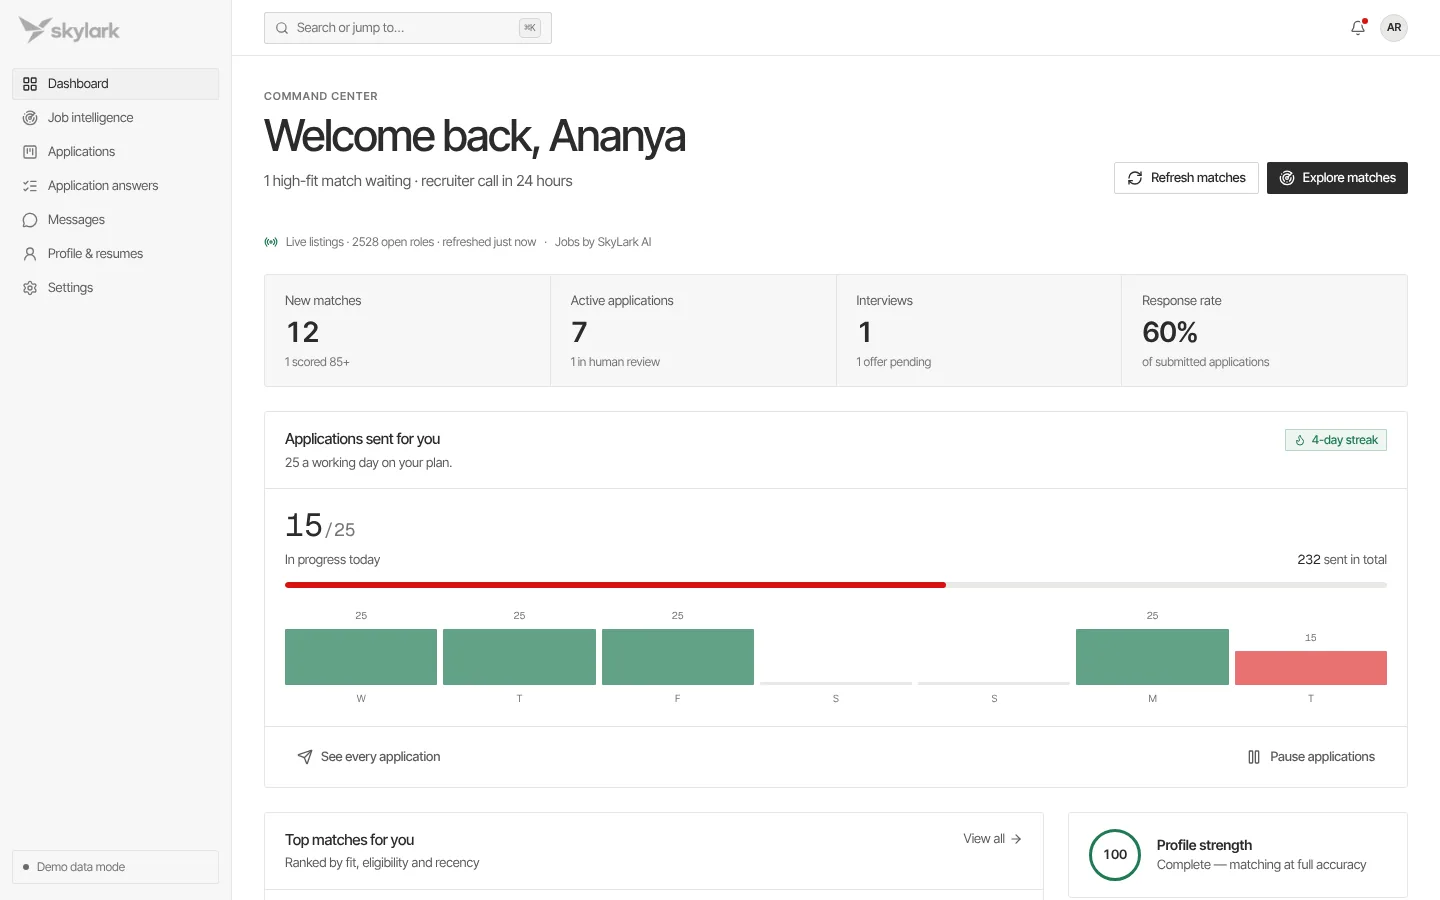 skylark
Search or jump to...
⌘K
AR
Dashboard
Job intelligence
Applications
Application answers
Messages
Profile & resumes
Settings
Demo data mode
COMMAND CENTER
Welcome back, Ananya
1 high-fit match waiting · recruiter call in 24 hours
Refresh matches
Explore matches
Live listings · 2528 open roles · refreshed just now · Jobs by SkyLark AI
New matches
12
1 scored 85+
Active applications
7
1 in human review
Interviews
1
1 offer pending
Response rate
60%
of submitted applications
Applications sent for you
25 a working day on your plan.
4-day streak
15 / 25
In progress today
232 sent in total
25 25 25 25 15
W T F S S M T
See every application
Pause applications
Top matches for you
Ranked by fit, eligibility and recency
View all
100
Profile strength
Complete — matching at full accuracy